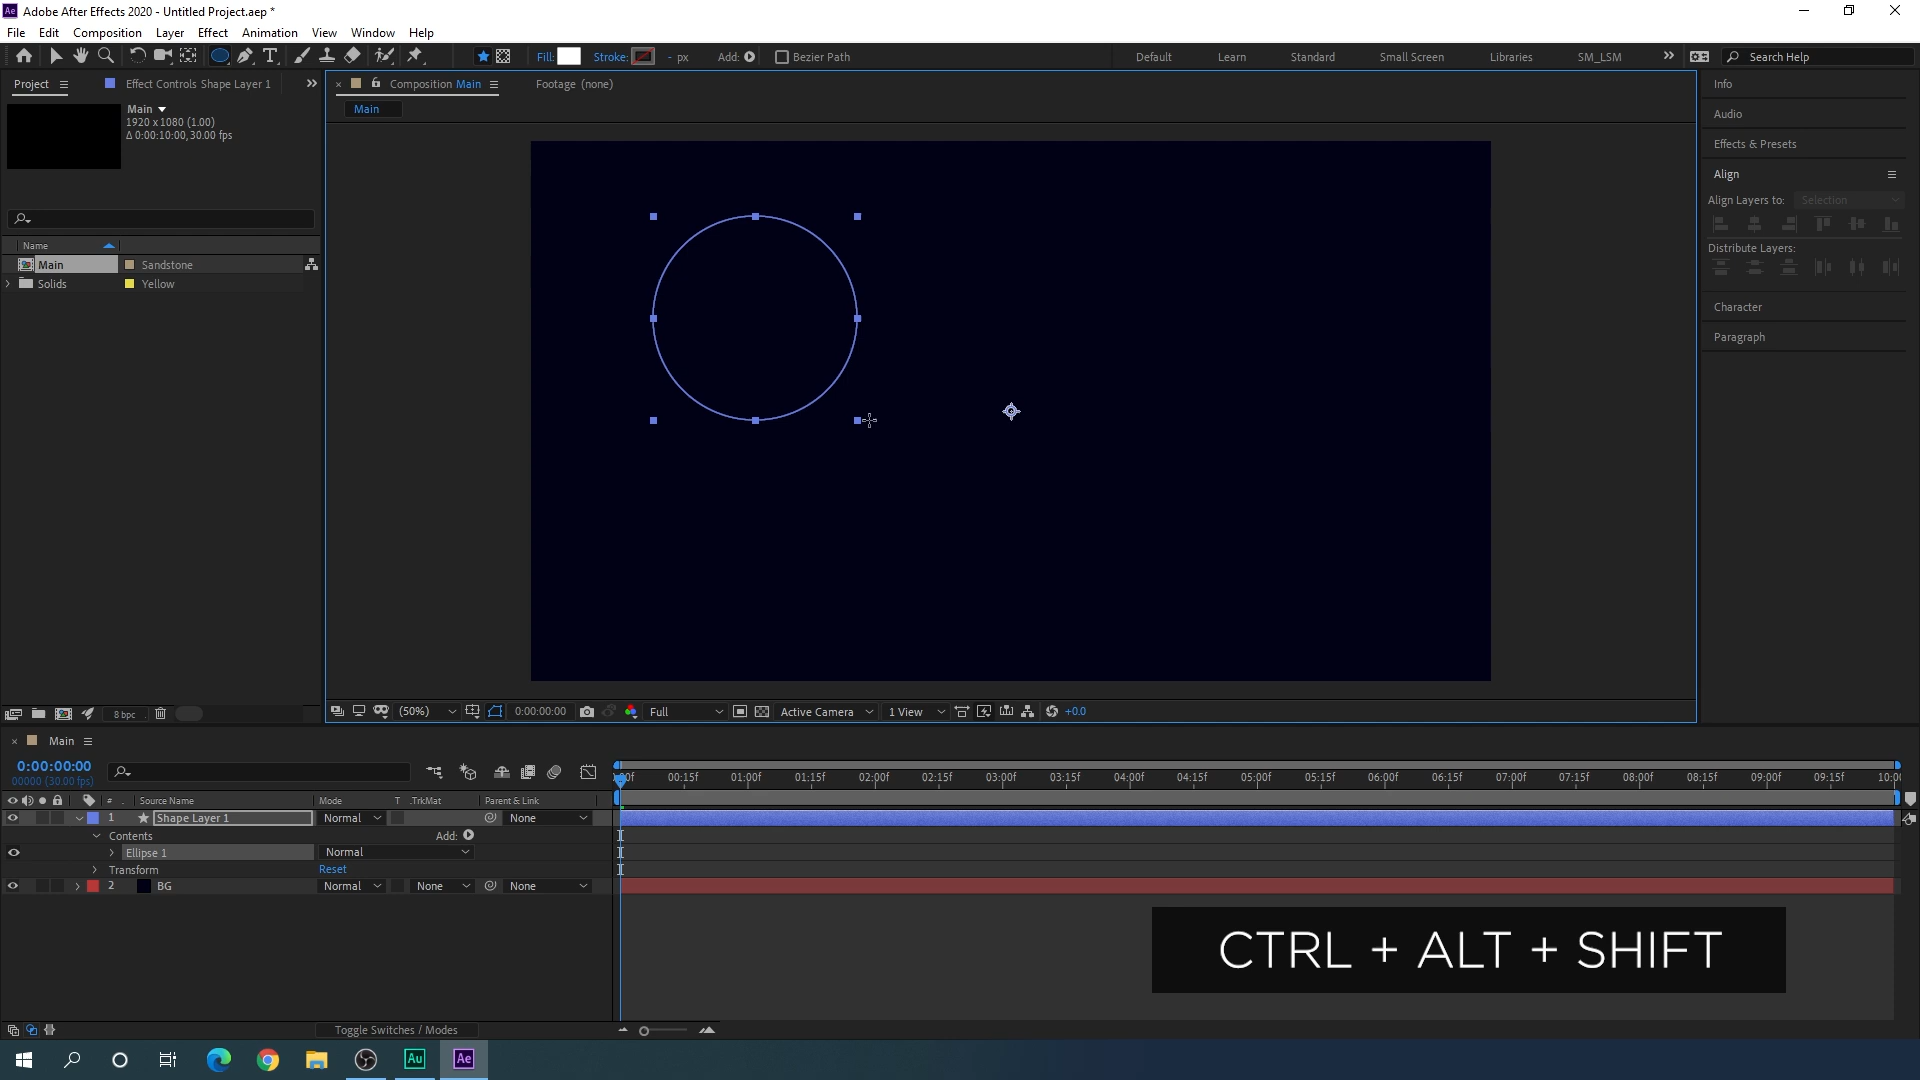 Ae Adobe After Effects 2020 - Untitled Project.aep *
File Edit Composition Layer Effect Animation View Window Help
Fill: Stroke: - px Add: Bezier Path Default Learn Standard Small Screen Libraries SM_LSM Search Help
Project Effect Controls Shape Layer 1
Composition Main Footage (none)
Main
Main
1920 x 1080 (1.00)
Δ 0:00:10:00, 30.00 fps
Name
Main Sandstone
Solids Yellow
8 bpc
Info
Audio
Effects & Presets
Align
Align Layers to: Selection
Distribute Layers:
Character
Paragraph
(50%) 0:00:00:00 Full Active Camera 1 View +0.0
Main
0:00:00:00
00000 (30.00 fps)
00:15f 01:00f 01:15f 02:00f 02:15f 03:00f 03:15f 04:00f 04:15f 05:00f 05:15f 06:00f 06:15f 07:00f 07:15f 08:00f 08:15f 09:00f 09:15f
# Source Name Mode T .TrkMat Parent & Link
1 Shape Layer 1 Normal None
Contents Add:
Ellipse 1 Normal
Transform Reset
2 BG Normal None None
CTRL + ALT + SHIFT
Toggle Switches / Modes
Au Ae